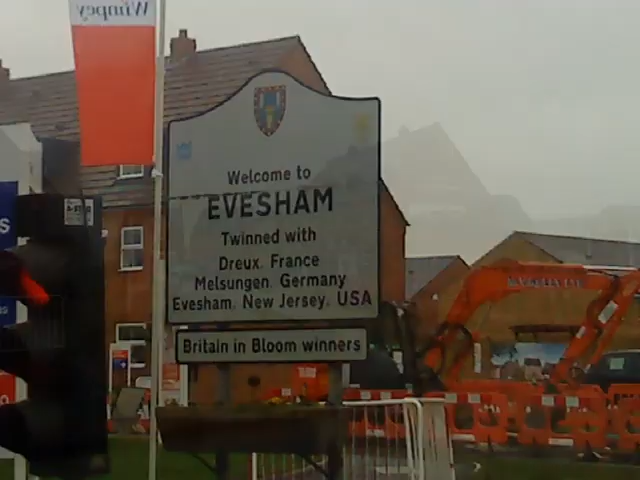 Wimpey
Welcome to
EVESHAM
Twinned with
Dreux. France
Melsungen. Germany
Evesham. New Jersey. USA
Britain in Bloom winners